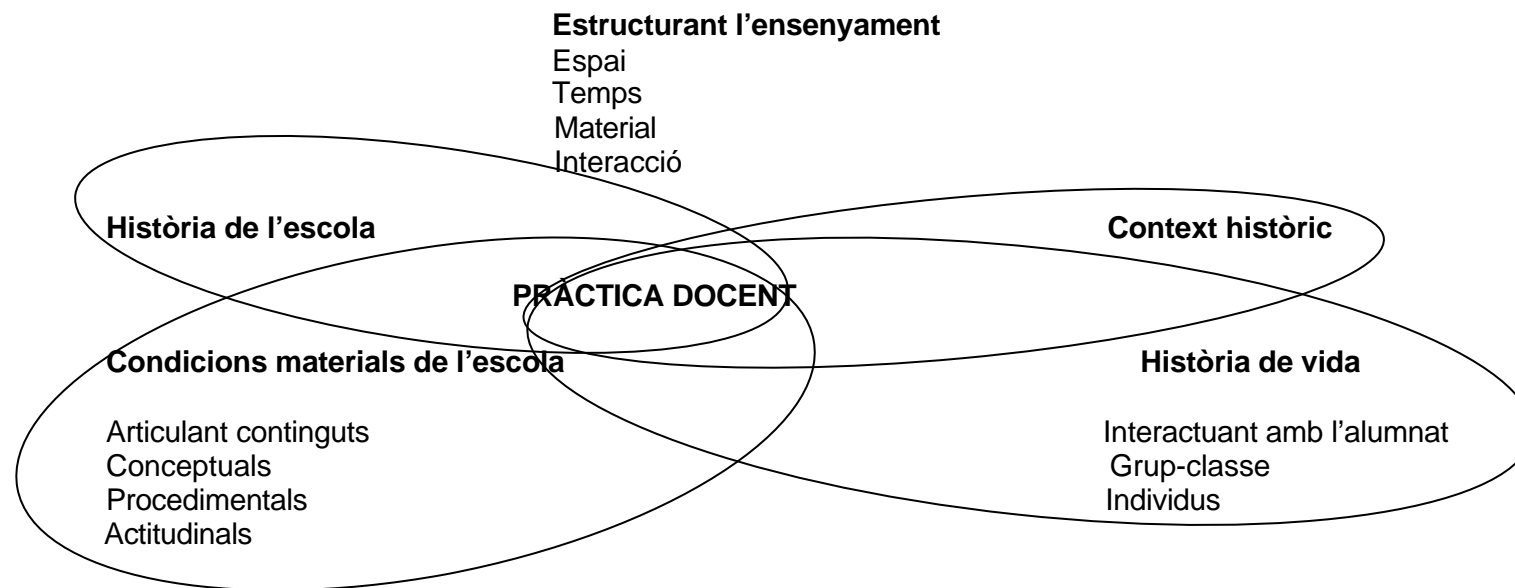 Estructurant l’ensenyament
Espai
Temps
Material
Interacció
Història de l’escola
Context històric
PRÀCTICA DOCENT
Condicions materials de l’escola
Història de vida
Articulant continguts
Conceptuals
Procedimentals
Actitudinals
Interactuant amb l’alumnat
Grup-classe
Individus